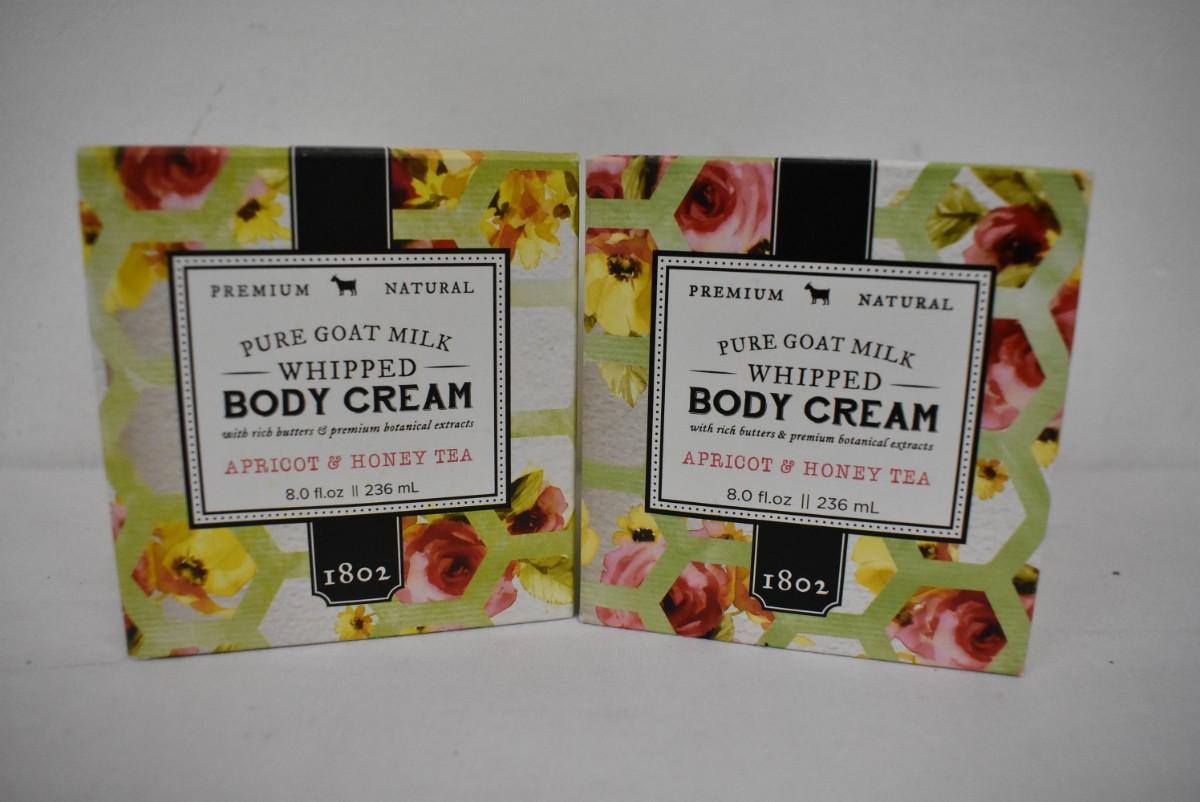 PREMIUM NATURAL
PURE GOAT MILK
WHIPPED
BODY CREAM
with rich butters & premium botanical extracts
APRICOT & HONEY TEA
8.0 fl.oz || 236 mL
1802
PREMIUM NATURAL
PURE GOAT MILK
WHIPPED
BODY CREAM
with rich butters & premium botanical extracts
APRICOT & HONEY TEA
8.0 fl.oz || 236 mL
1802